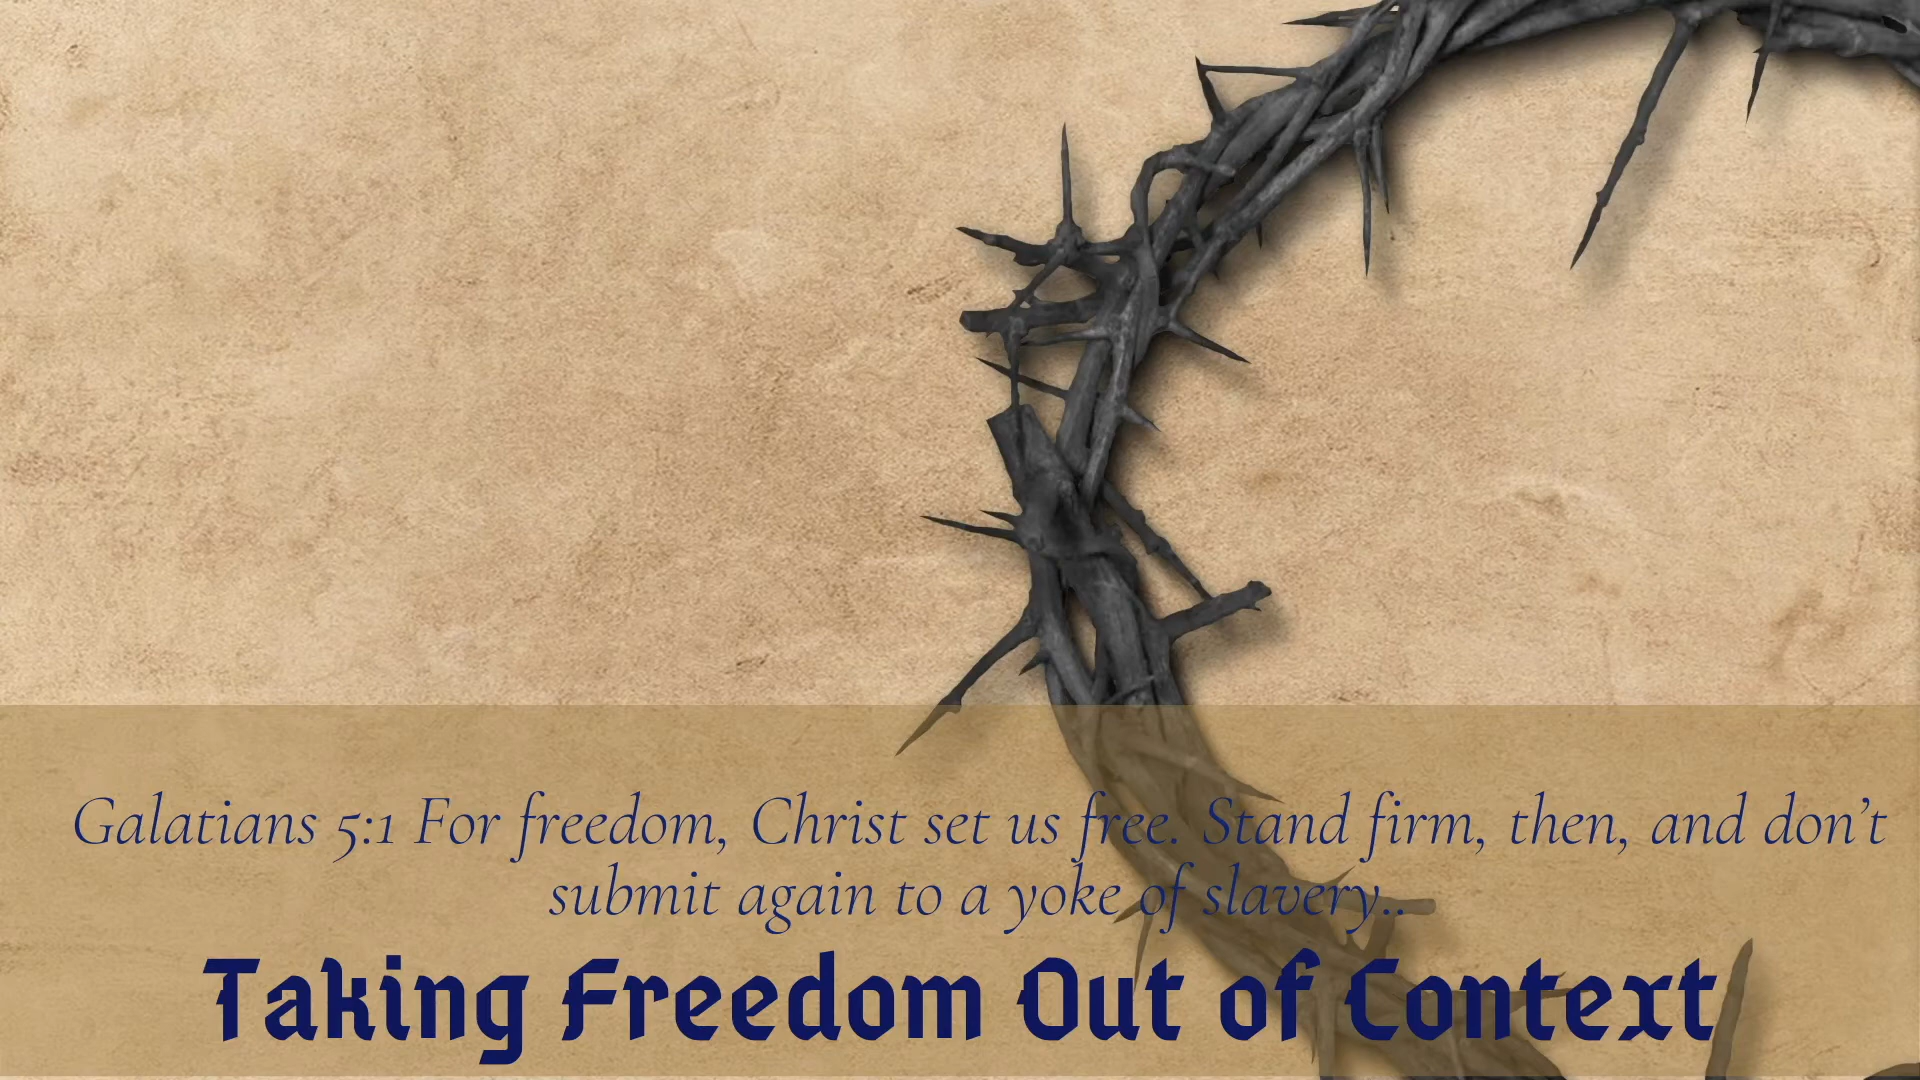 Galatians 5:1 For freedom, Christ set us free. Stand firm, then, and don’t
submit again to a yoke of slavery..
Taking Freedom Out of Context